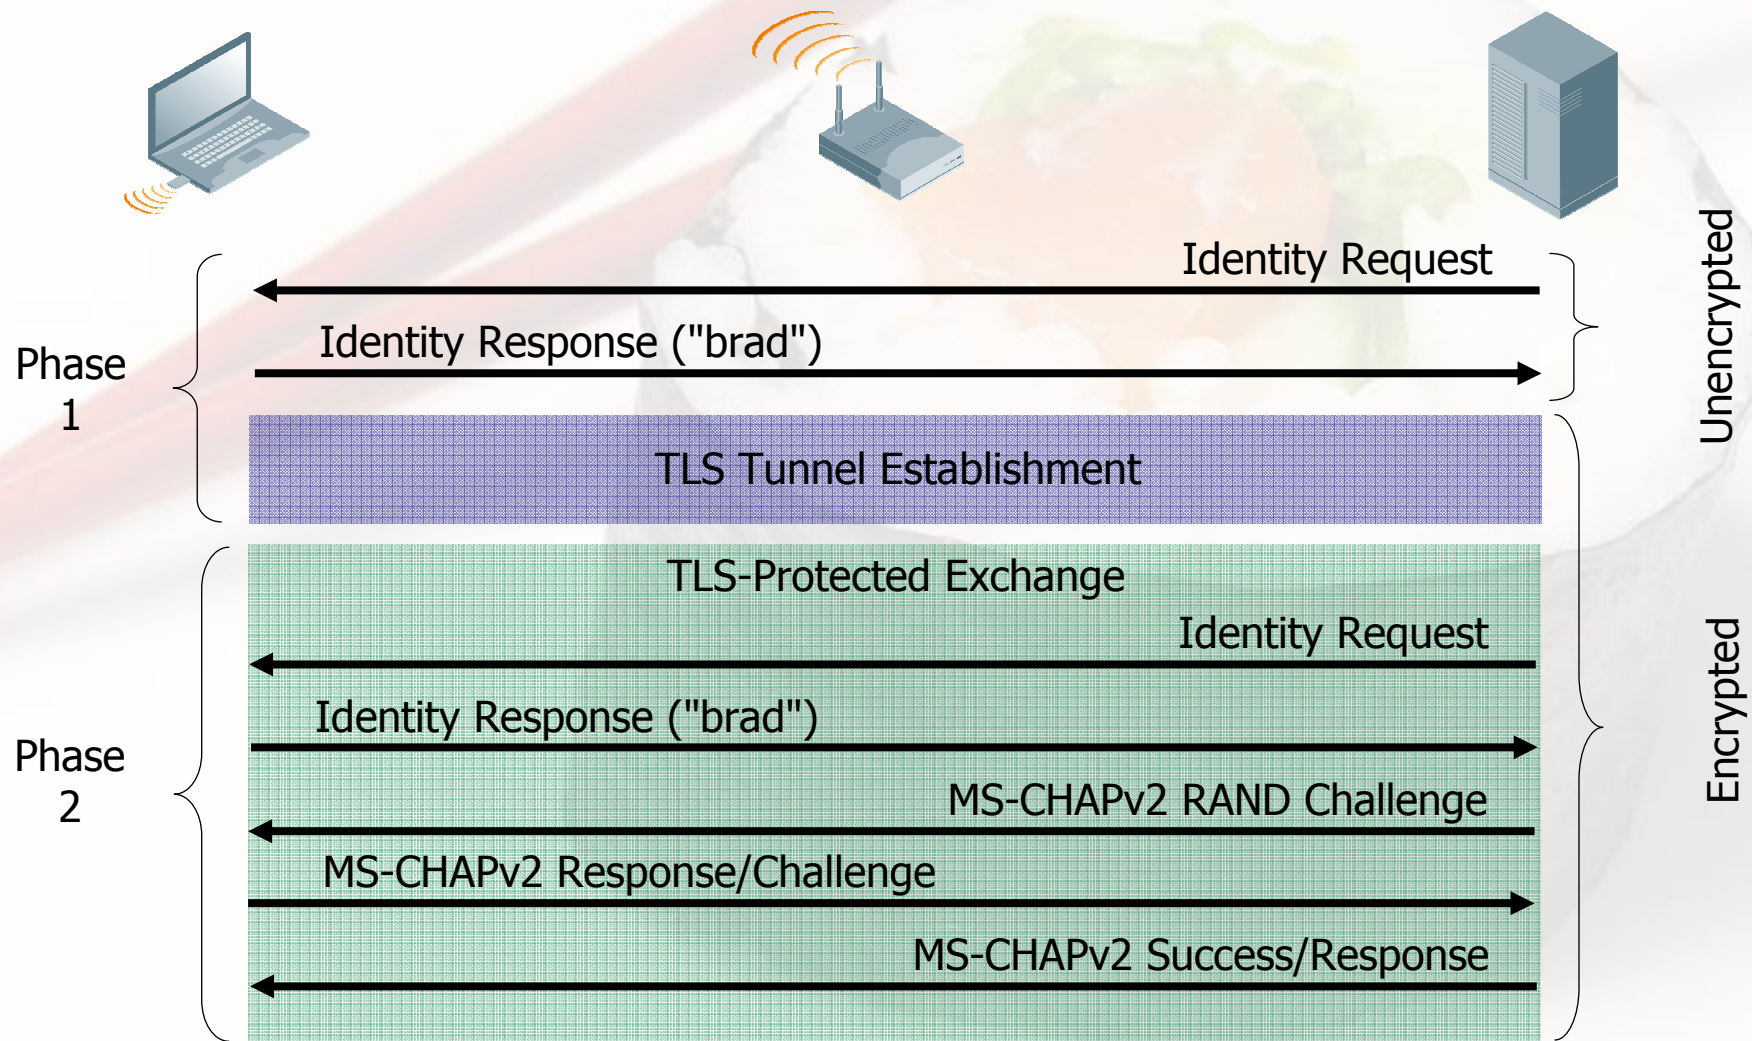 Identity Request
Identity Response ("brad")
Phase
1
Unencrypted
TLS Tunnel Establishment
TLS-Protected Exchange
Identity Request
Identity Response ("brad")
Phase
2
Encrypted
MS-CHAPv2 RAND Challenge
MS-CHAPv2 Response/Challenge
MS-CHAPv2 Success/Response